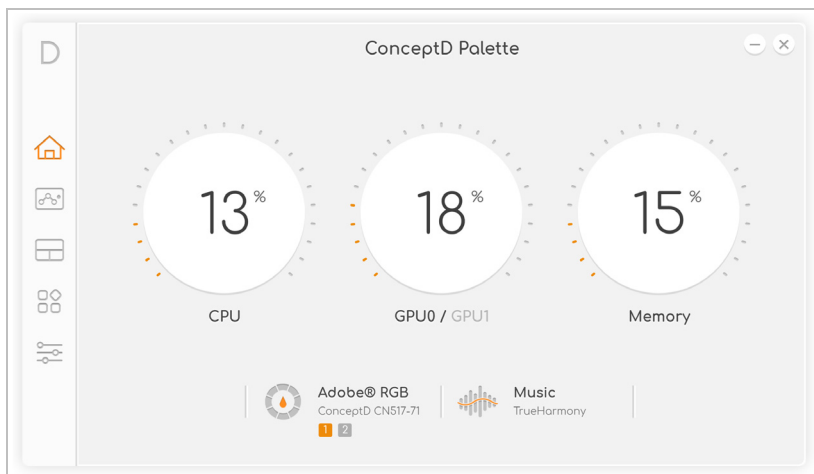 D
ConceptD Palette
13%
18%
15%
CPU
GPU0 / GPU1
Memory
Adobe® RGB
ConceptD CN517-71
1 2
Music
TrueHarmony